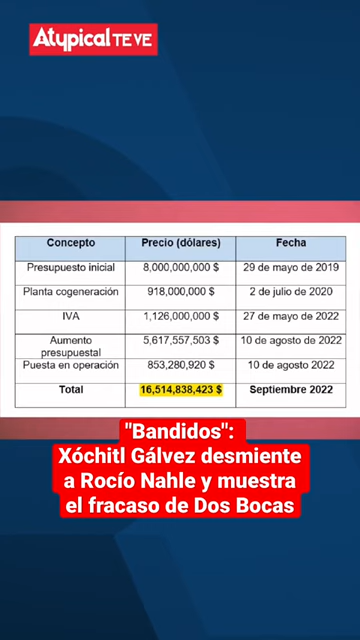 Atypical TE VE
Concepto Precio (dólares) Fecha
Presupuesto inicial 8,000,000,000 $ 29 de mayo de 2019
Planta cogeneración 918,000,000 $ 2 de julio de 2020
IVA 1,126,000,000 $ 27 de mayo de 2022
Aumento presupuestal 5,617,557,503 $ 10 de agosto de 2022
Puesta en operación 853,280,920 $ 10 de agosto 2022
Total 16,514,838,423 $ Septiembre 2022
"Bandidos":
Xóchitl Gálvez desmiente
a Rocío Nahle y muestra
el fracaso de Dos Bocas